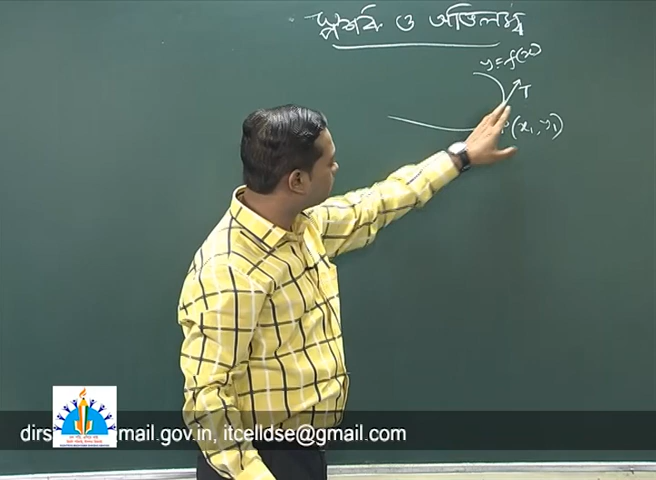 স্পর্শক ও অভিলম্ব
y = f(x)
T
P(x₁, y₁)
mail.gov.in, itcelldse@gmail.com